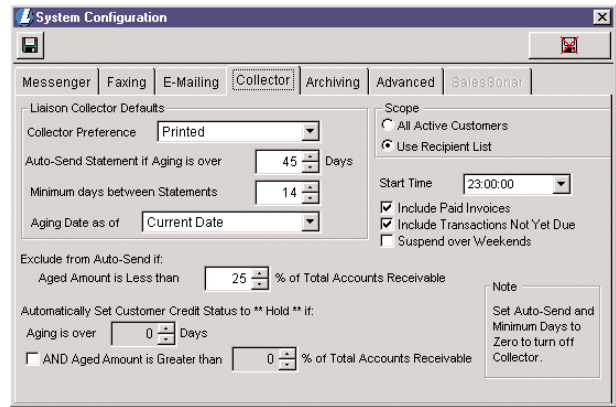 System Configuration
Messenger Faxing E-Mailing Collector Archiving Advanced SalesSonar
Liaison Collector Defaults
Collector Preference Printed
Auto-Send Statement if Aging is over 45 Days
Minimum days between Statements 14
Aging Date as of Current Date
Scope
All Active Customers
Use Recipient List
Start Time 23:00:00
Include Paid Invoices
Include Transactions Not Yet Due
Suspend over Weekends
Exclude from Auto-Send if:
Aged Amount is Less than 25 % of Total Accounts Receivable
Automatically Set Customer Credit Status to ** Hold ** if:
Aging is over 0 Days
AND Aged Amount is Greater than 0 % of Total Accounts Receivable
Note
Set Auto-Send and
Minimum Days to
Zero to turn off
Collector.